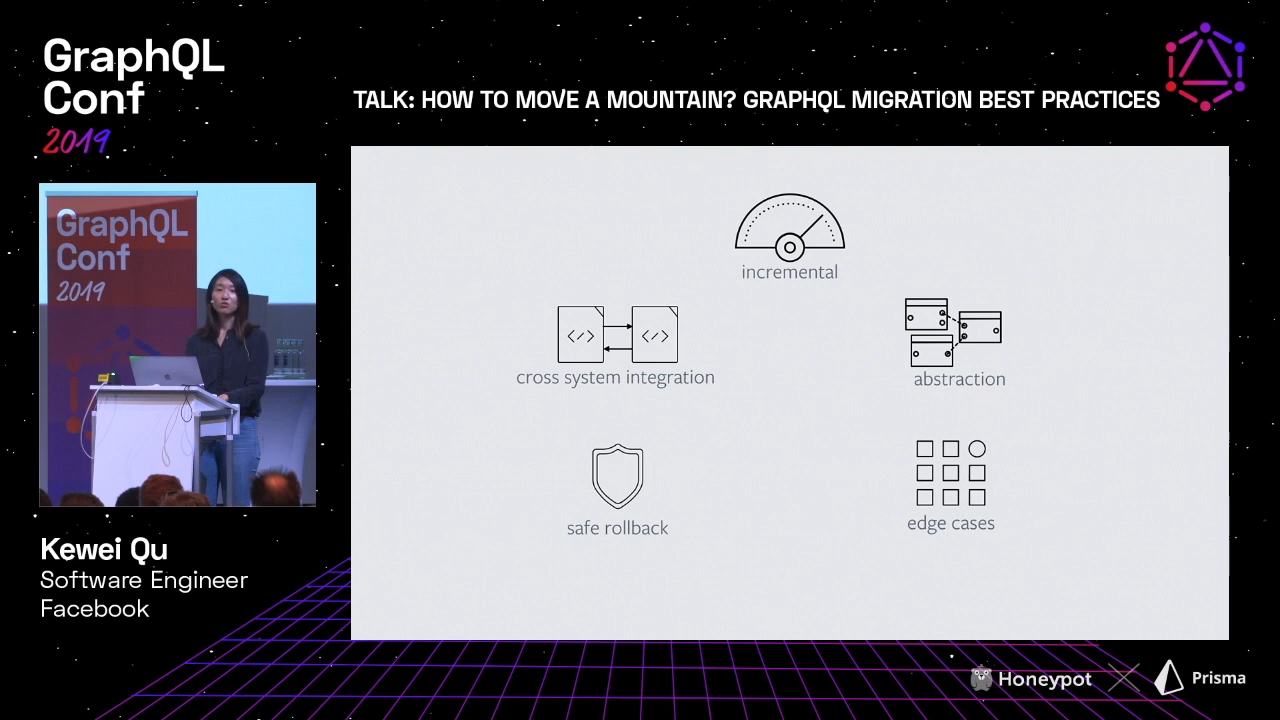 GraphQL
Conf
2019
TALK: HOW TO MOVE A MOUNTAIN? GRAPHQL MIGRATION BEST PRACTICES
GraphQL
Conf
2019
incremental
cross system integration
abstraction
safe rollback
edge cases
Kewei Qu
Software Engineer
Facebook
Honeypot
Prisma